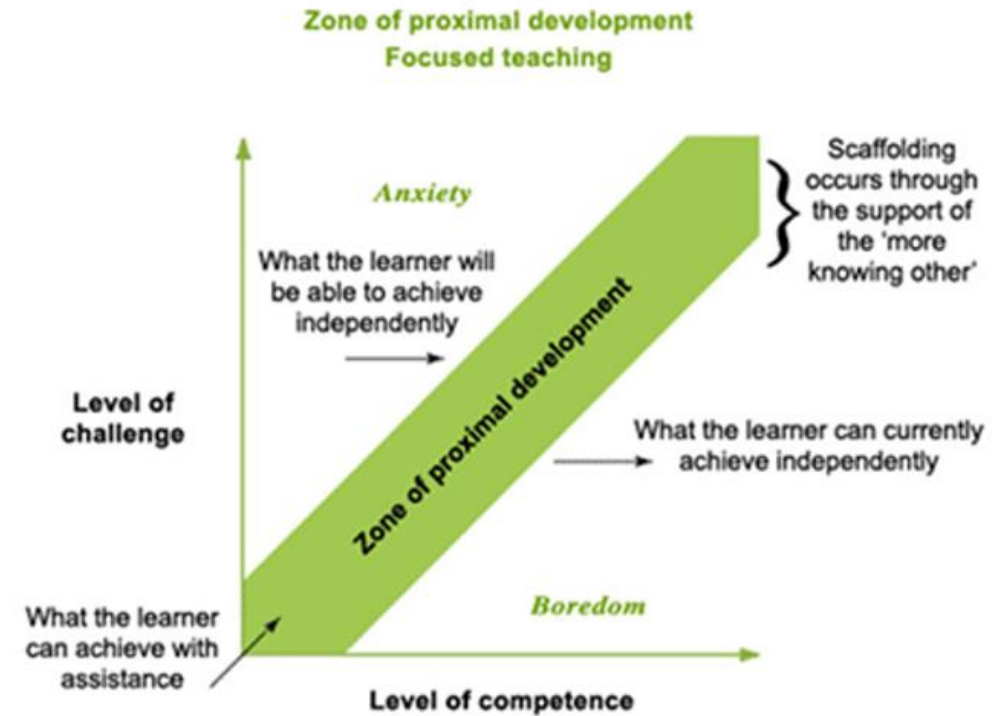 Zone of proximal development
Focused teaching
Anxiety
Scaffolding
occurs through
the support of
the 'more
knowing other'
What the learner will
be able to achieve
independently
Zone of proximal development
Level of
challenge
What the learner can currently
achieve independently
Boredom
What the learner
can achieve with
assistance
Level of competence